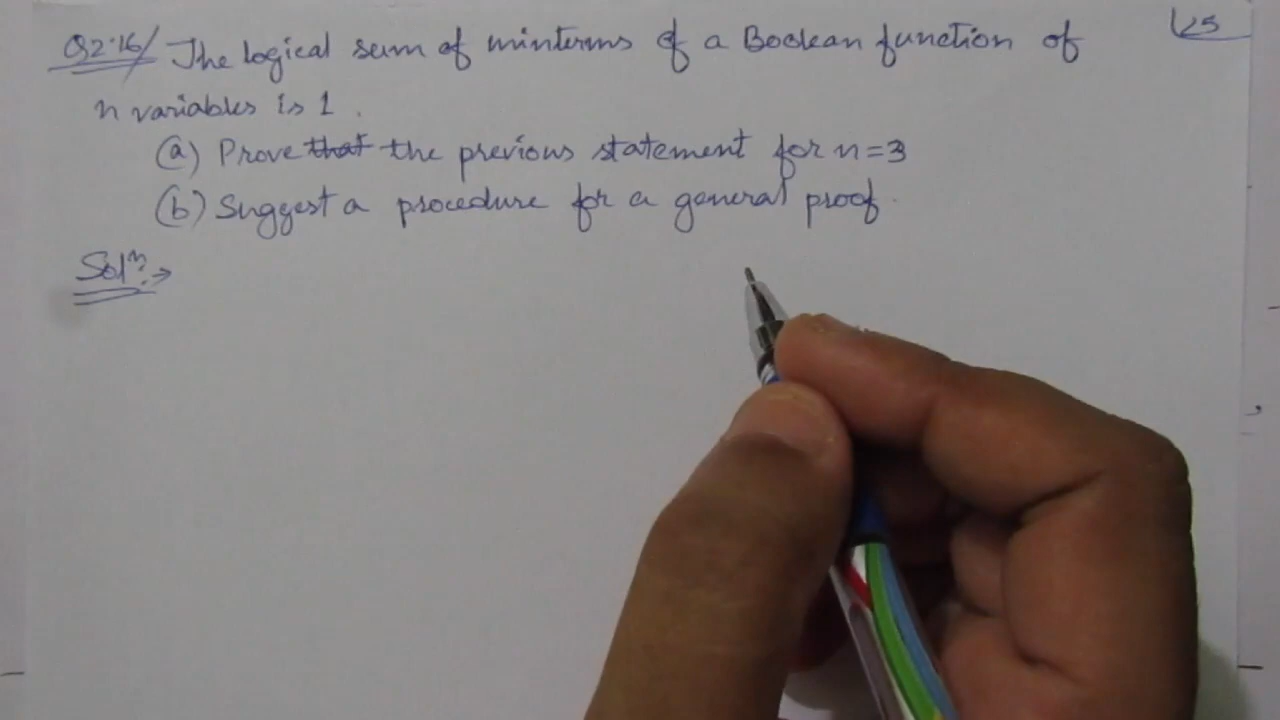 Q2.16/ The logical sum of minterms of a Boolean function of
25
n variables is 1.
(a) Prove that the previous statement for n=3
(b) Suggest a procedure for a general proof.
Solⁿ:→